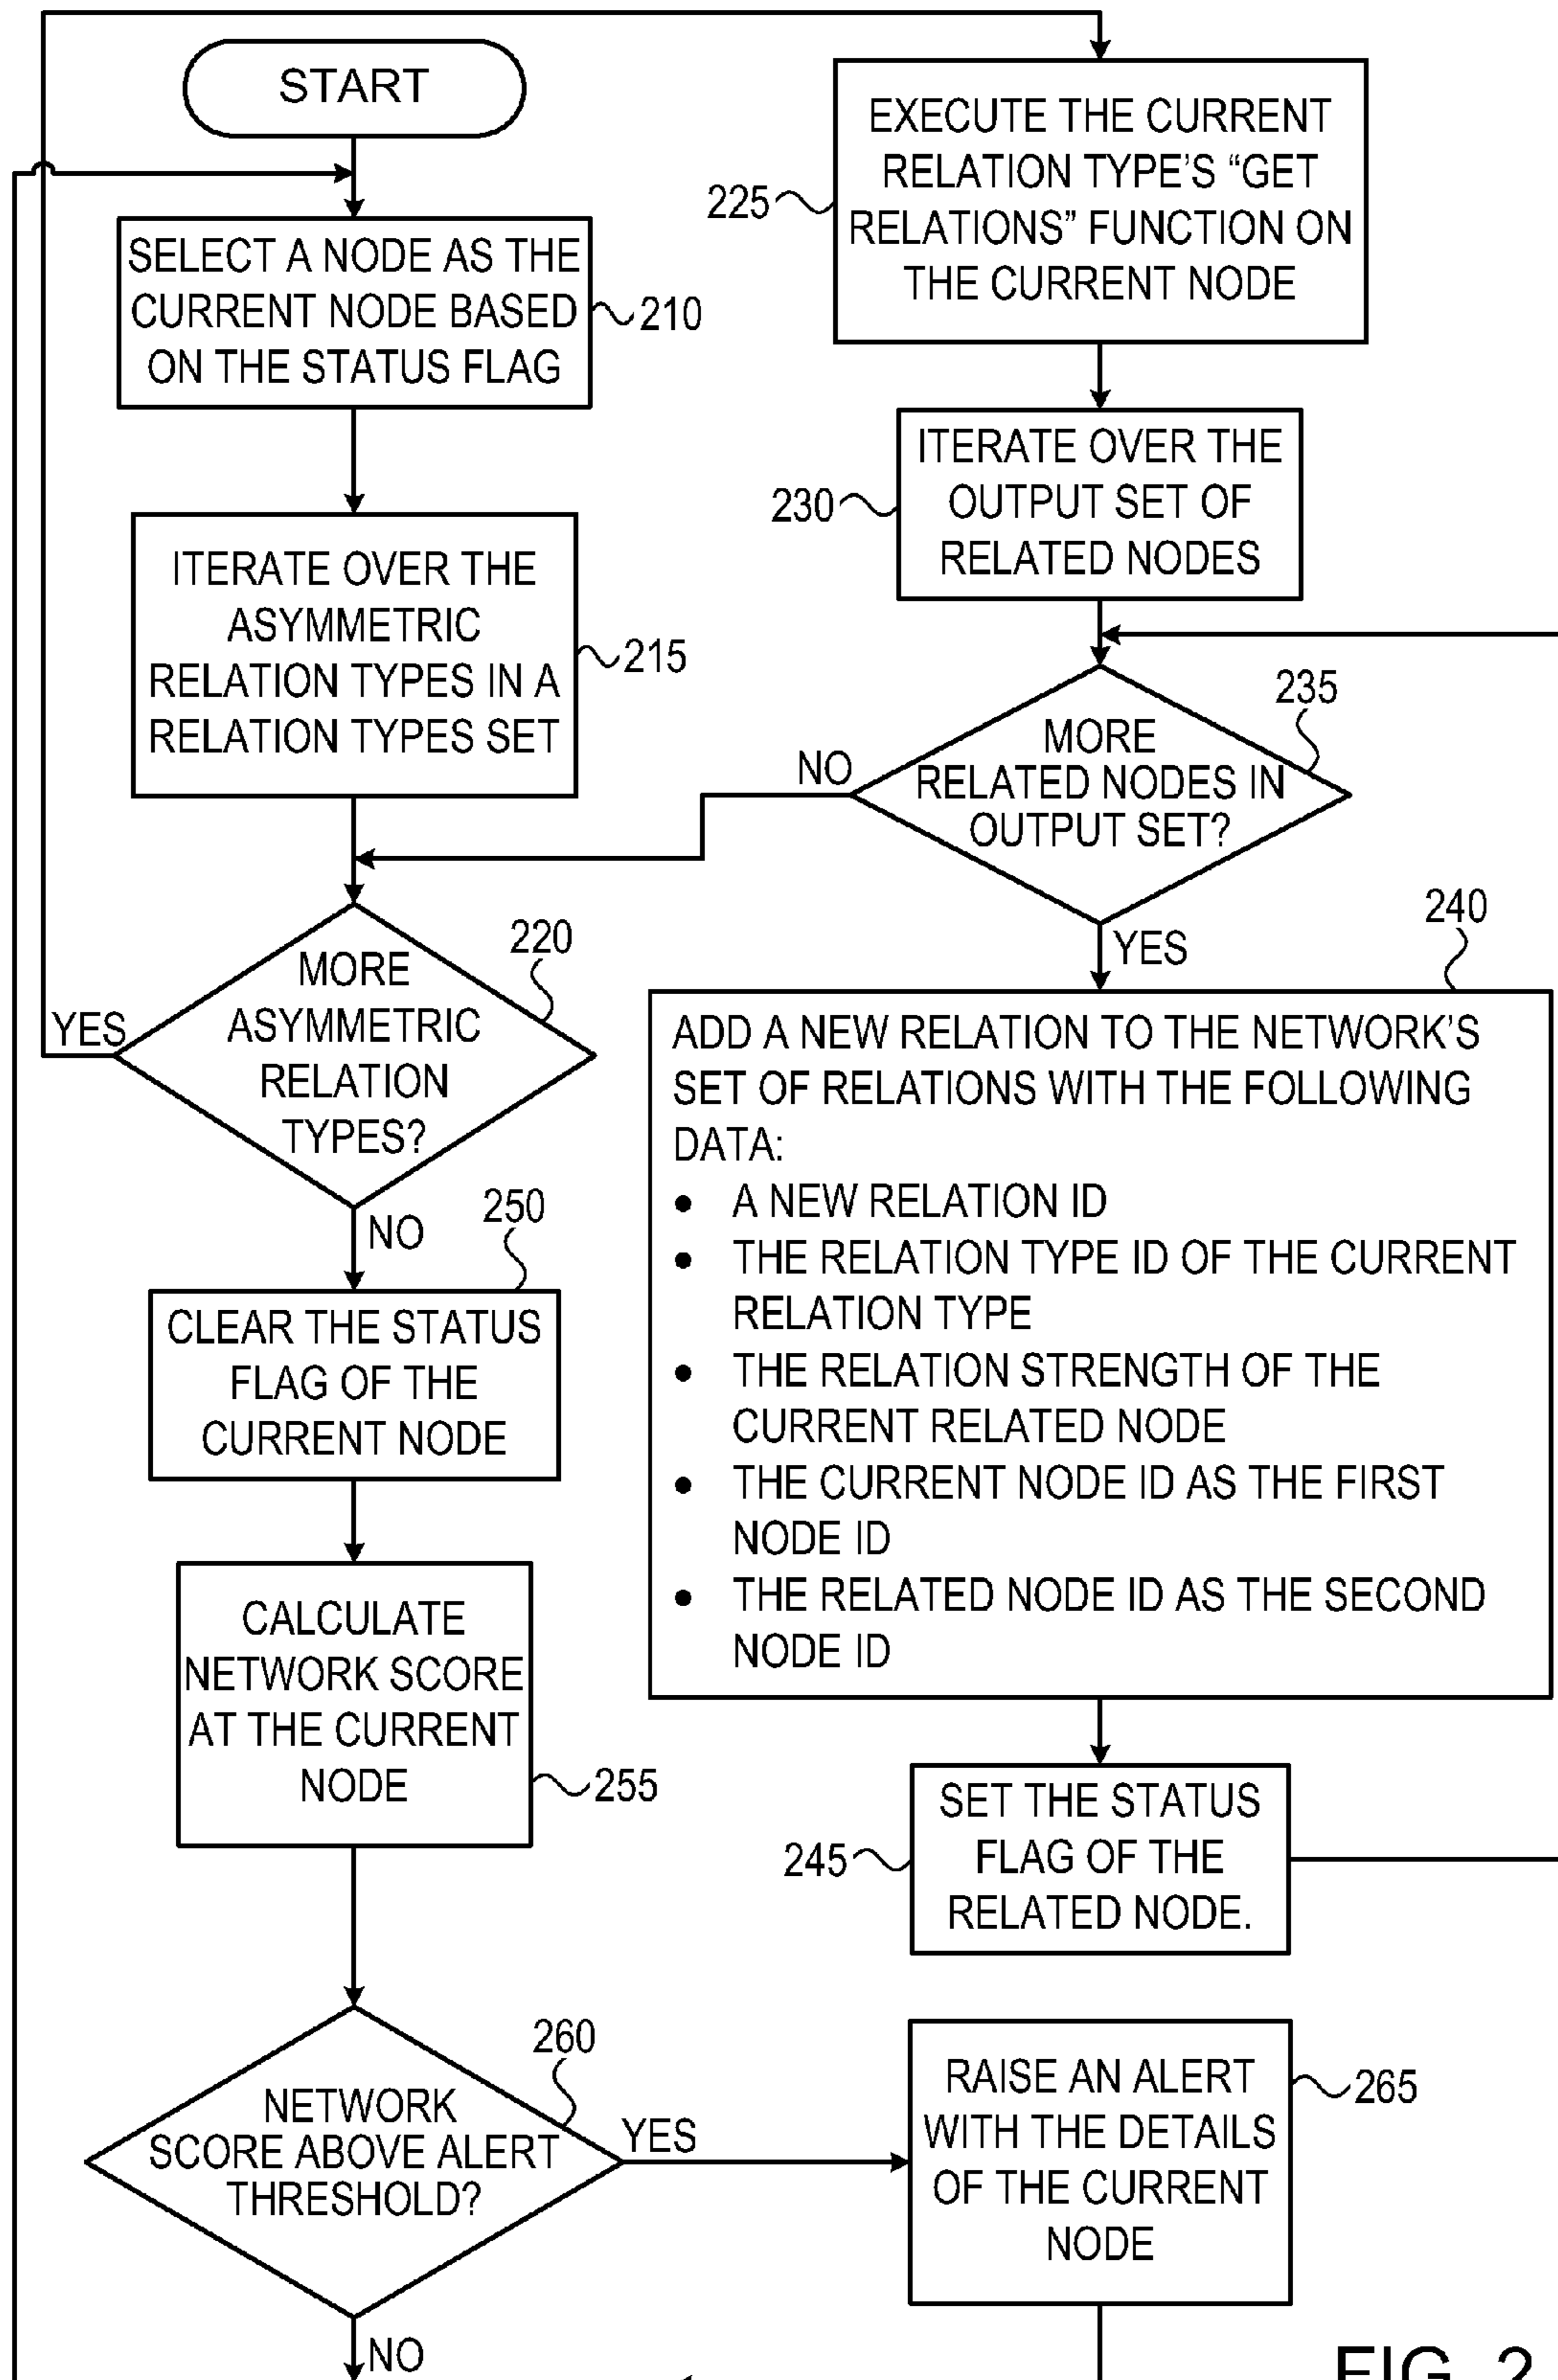 START
SELECT A NODE AS THE
CURRENT NODE BASED
ON THE STATUS FLAG
210
ITERATE OVER THE
ASYMMETRIC
RELATION TYPES IN A
RELATION TYPES SET
215
MORE
ASYMMETRIC
RELATION
TYPES?
220
YES
NO
EXECUTE THE CURRENT
RELATION TYPE'S “GET
RELATIONS” FUNCTION ON
THE CURRENT NODE
225
ITERATE OVER THE
OUTPUT SET OF
RELATED NODES
230
MORE
RELATED NODES IN
OUTPUT SET?
235
NO
YES
ADD A NEW RELATION TO THE NETWORK'S
SET OF RELATIONS WITH THE FOLLOWING
DATA:
• A NEW RELATION ID
• THE RELATION TYPE ID OF THE CURRENT
RELATION TYPE
• THE RELATION STRENGTH OF THE
CURRENT RELATED NODE
• THE CURRENT NODE ID AS THE FIRST
NODE ID
• THE RELATED NODE ID AS THE SECOND
NODE ID
240
SET THE STATUS
FLAG OF THE
RELATED NODE.
245
CLEAR THE STATUS
FLAG OF THE
CURRENT NODE
250
CALCULATE
NETWORK SCORE
AT THE CURRENT
NODE
255
NETWORK
SCORE ABOVE ALERT
THRESHOLD?
260
YES
NO
RAISE AN ALERT
WITH THE DETAILS
OF THE CURRENT
NODE
265
FIG. 2